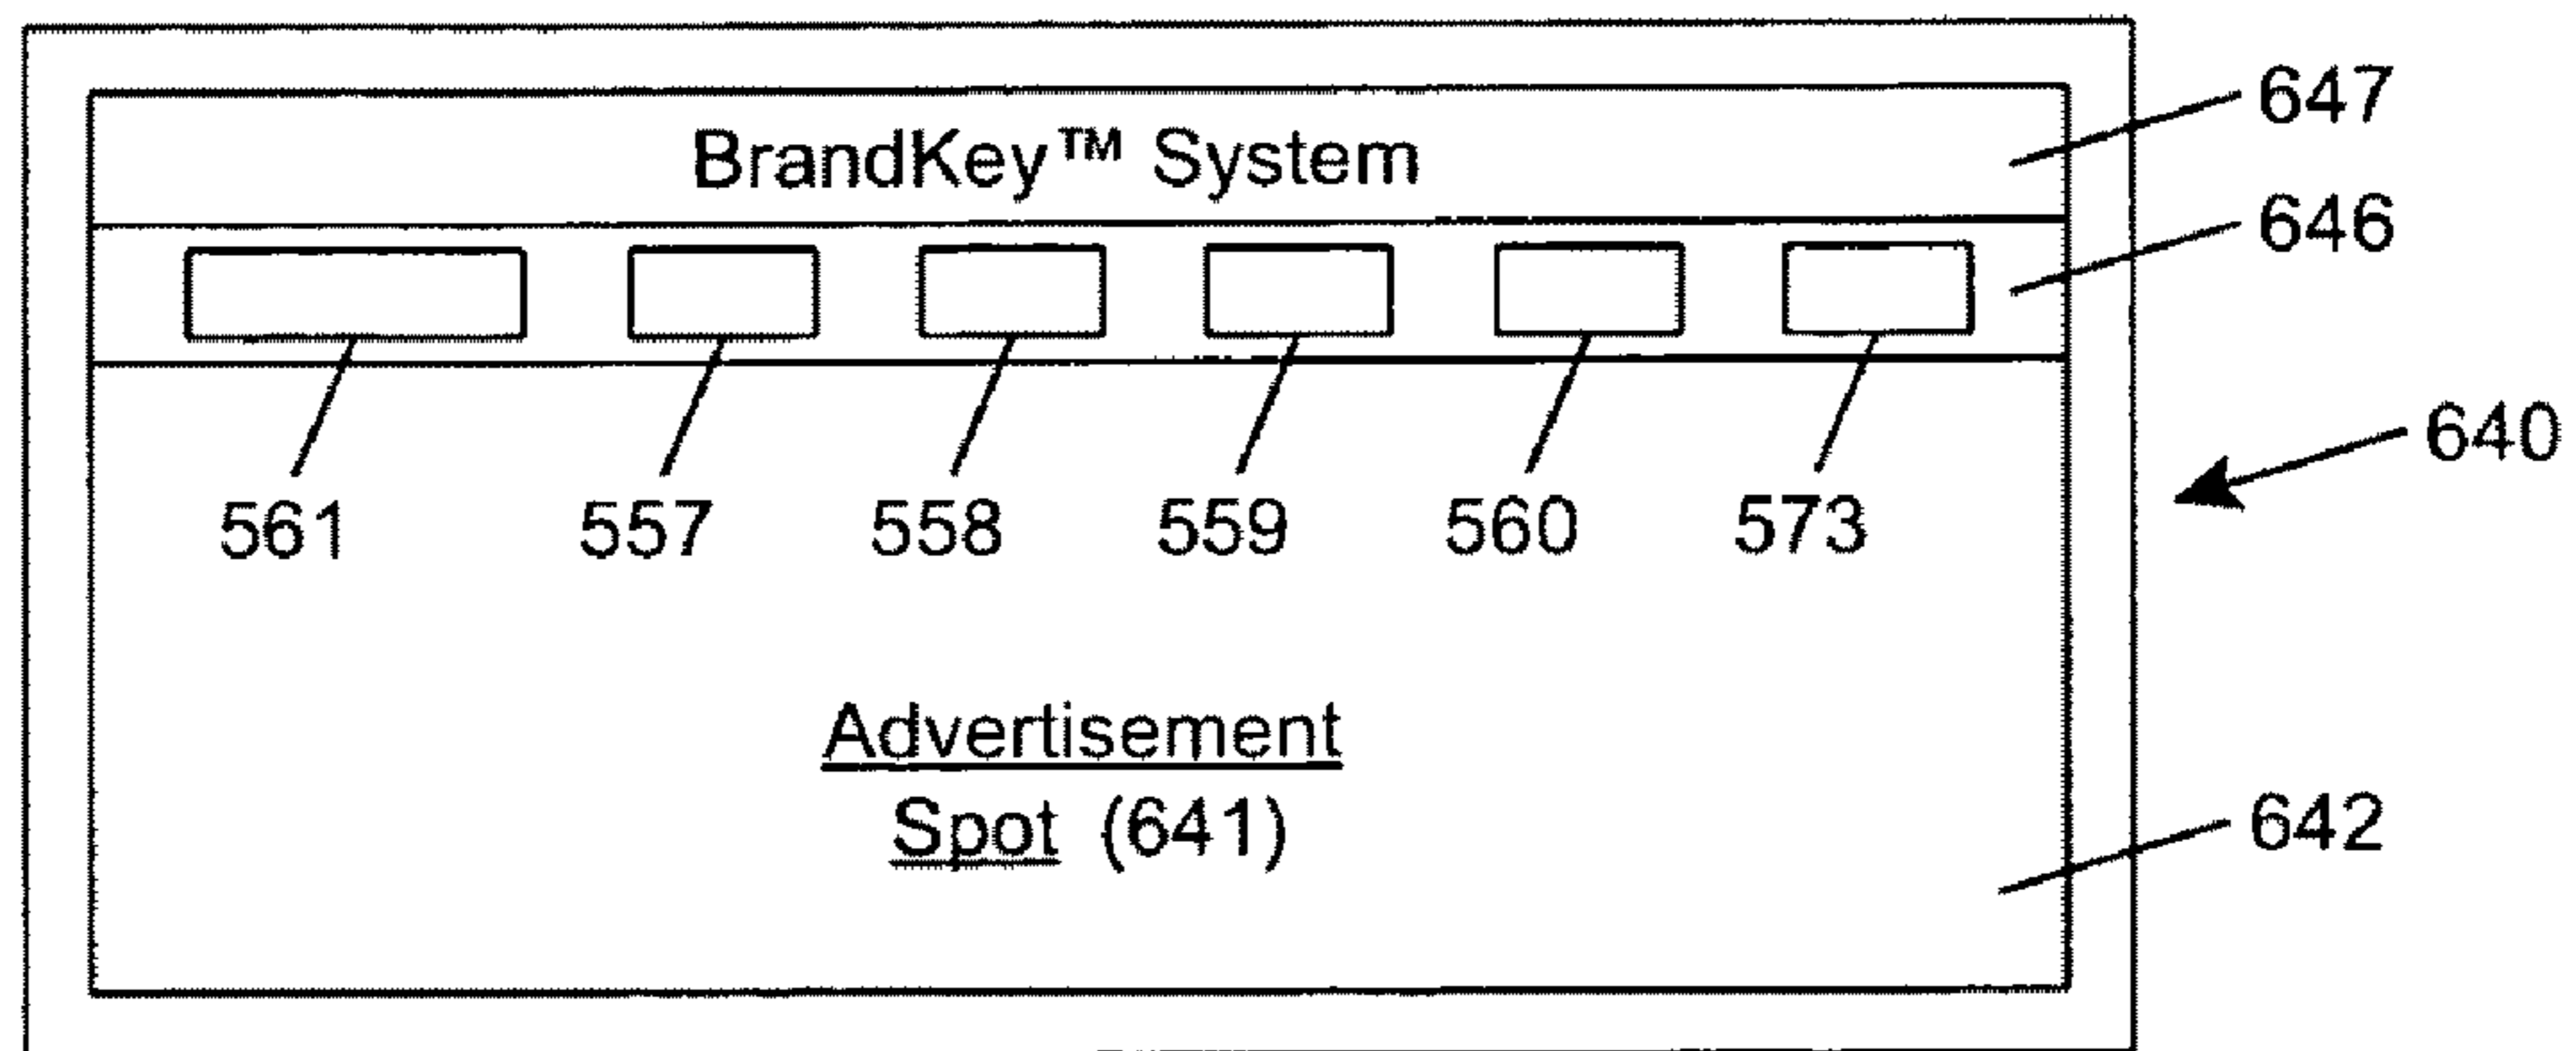 BrandKey™ System
647
646
640
561 557 558 559 560 573
Advertisement
Spot (641)
642